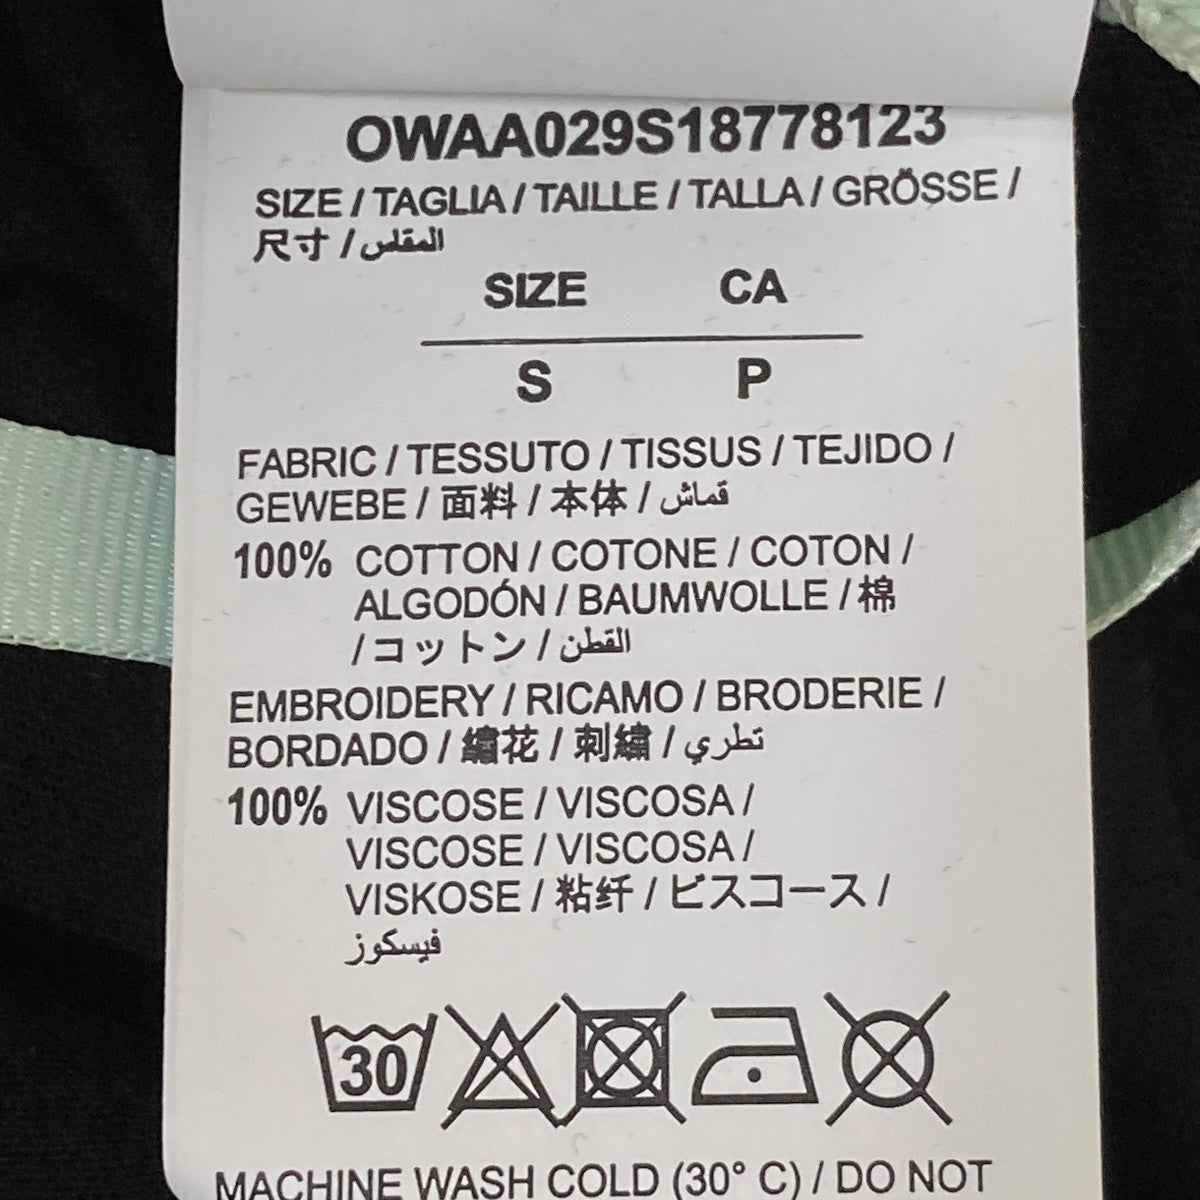 OWAA029S18778123
SIZE / TAGLIA / TAILLE / TALLA / GRÖSSE /
尺寸 / المقاس
SIZE CA
S P
FABRIC / TESSUTO / TISSUS / TEJIDO /
GEWEBE / 面料 / 本体 / قماش
100% COTTON / COTONE / COTON /
ALGODÓN / BAUMWOLLE / 棉
/ コットン / القطن
EMBROIDERY / RICAMO / BRODERIE /
BORDADO / 繡花 / 刺繍 / تطري
100% VISCOSE / VISCOSA /
VISCOSE / VISCOSA /
VISKOSE / 粘纤 / ビスコース /
فيسكوز
30
MACHINE WASH COLD (30° C) / DO NOT